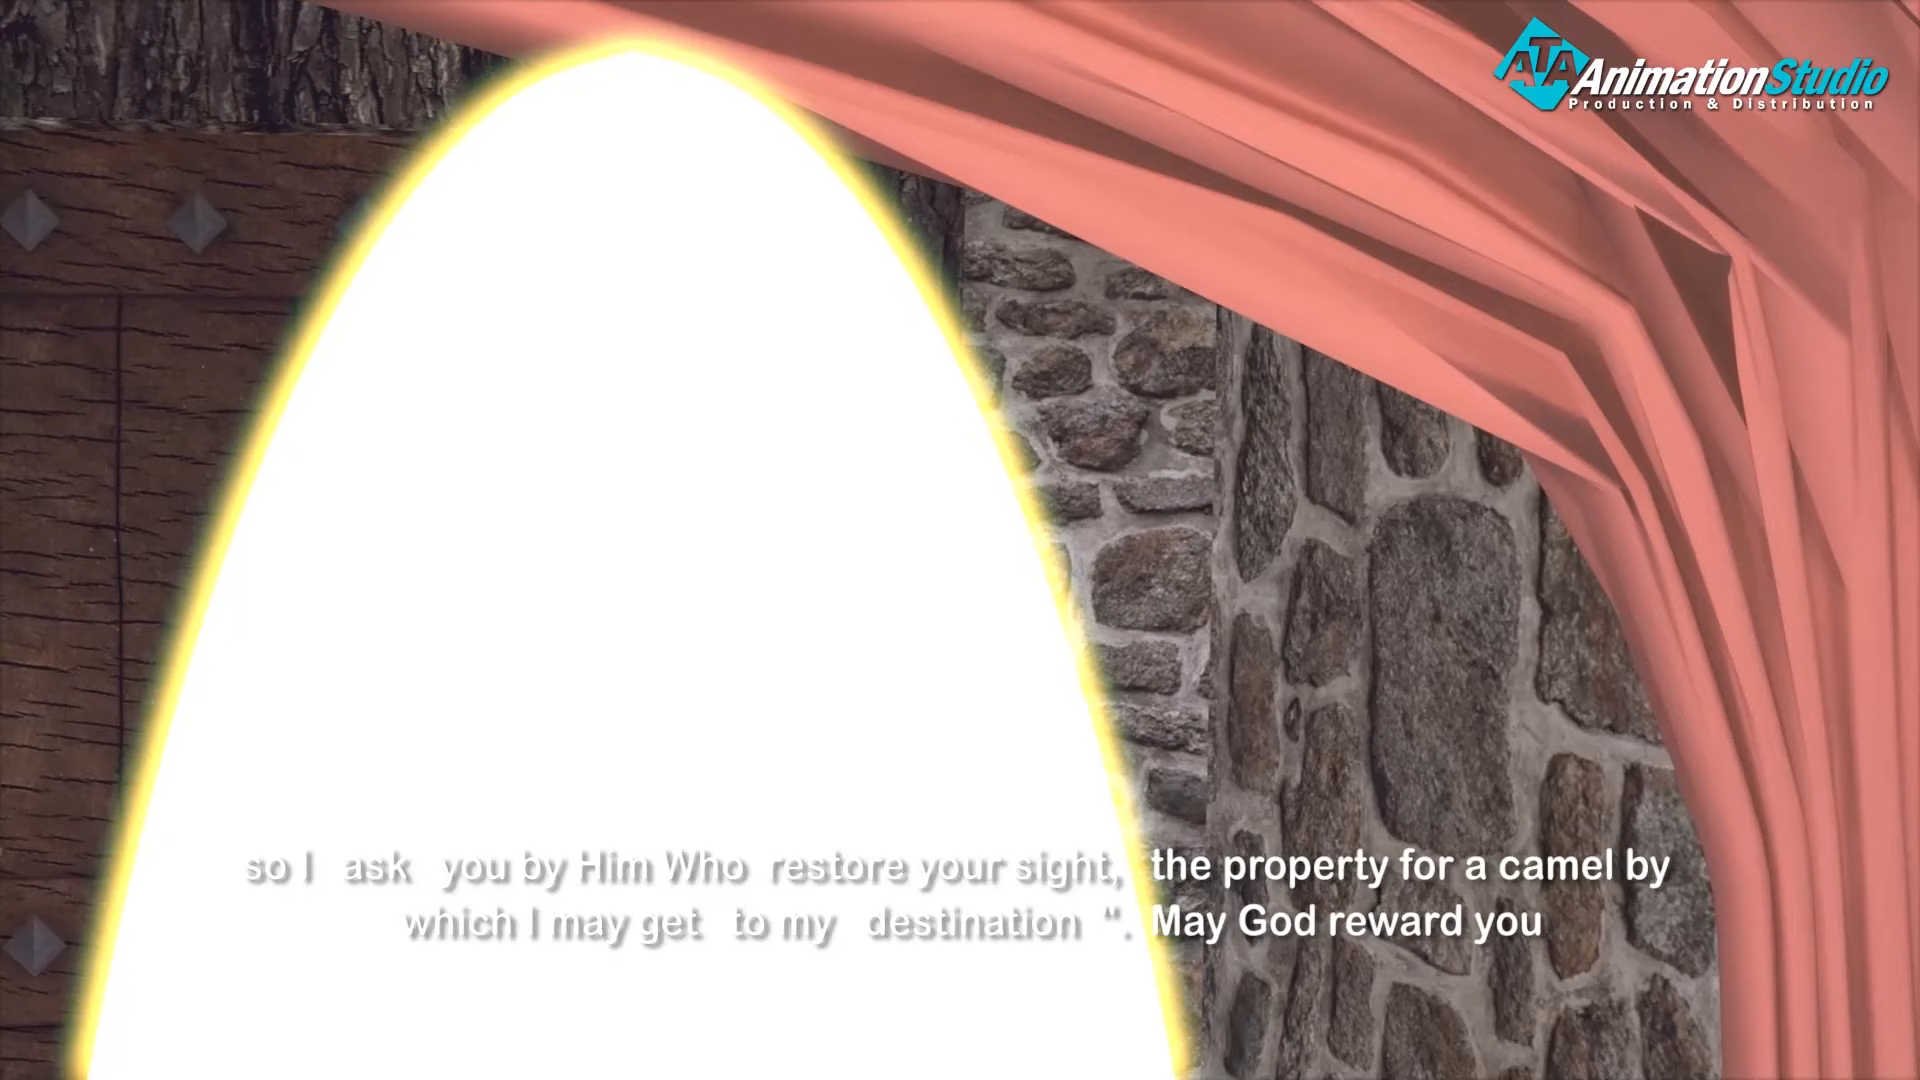 ATA AnimationStudio
Production & Distribution
so I ask you by Him Who restore your sight, the property for a camel by
which I may get to my destination ". May God reward you